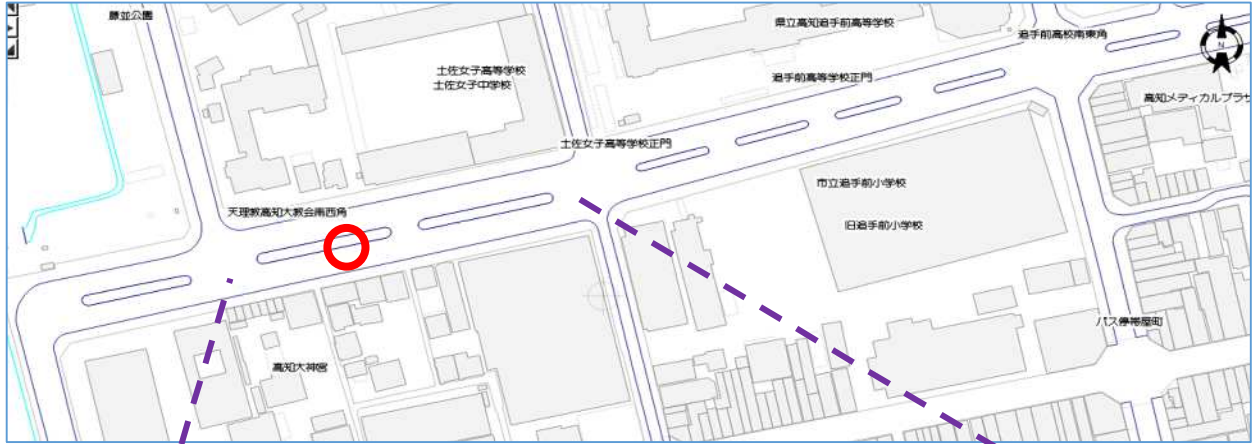 藤並公園
県立高知追手前高等学校
追手前高校南東角
N
土佐女子高等学校
土佐女子中学校
追手前高等学校正門
高知メディカルプラザ
土佐女子高等学校正門
市立追手前小学校
天理教高知大教会南西角
旧追手前小学校
バス停帯屋町
高知大神宮